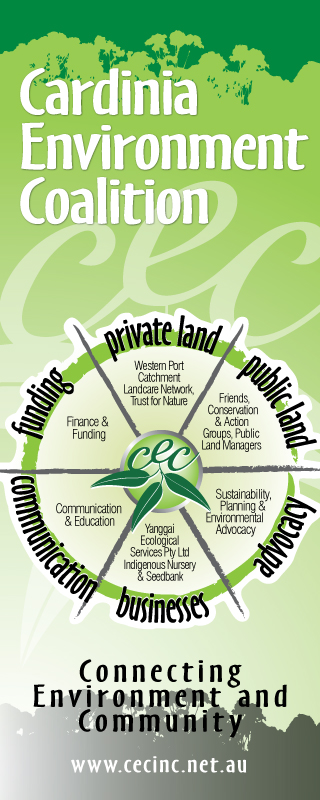 Cardinia
Environment
Coalition
cec
private land
Western Port
Catchment
Landcare Network,
Trust for Nature
public land
Friends,
Conservation
& Action
Groups, Public
Land Managers
funding
Finance &
Funding
cec
communication
Communication
& Education
Sustainability,
Planning &
Environmental
Advocacy
advocacy
Yanggai
Ecological
Services Pty Ltd
Indigenous Nursery
& Seedbank
businesses
Connecting
Environment and
Community
www.cecinc.net.au